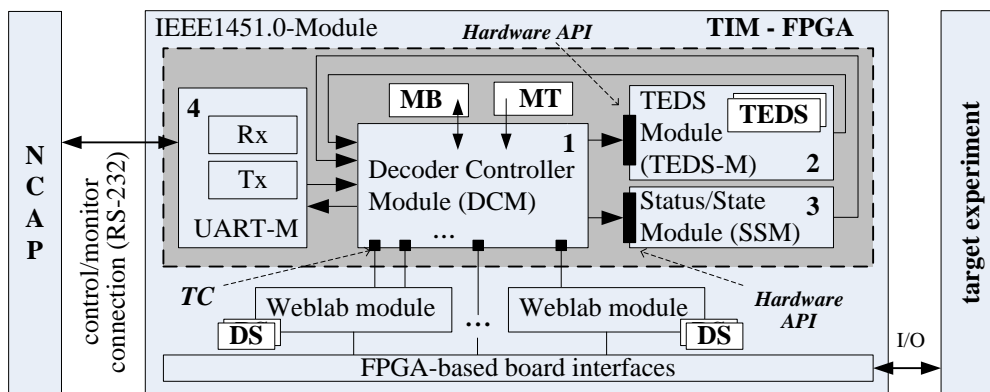 IEEE1451.0-Module
TIM - FPGA
Hardware API
NCAP
control/monitor
connection (RS-232)
4
Rx
Tx
UART-M
MB
MT
1
Decoder Controller
Module (DCM)
...
TEDS
Module
(TEDS-M)
TEDS
2
Status/State
Module (SSM)
3
TC
Hardware
API
Weblab module
DS
...
Weblab module
DS
FPGA-based board interfaces
I/O
target experiment